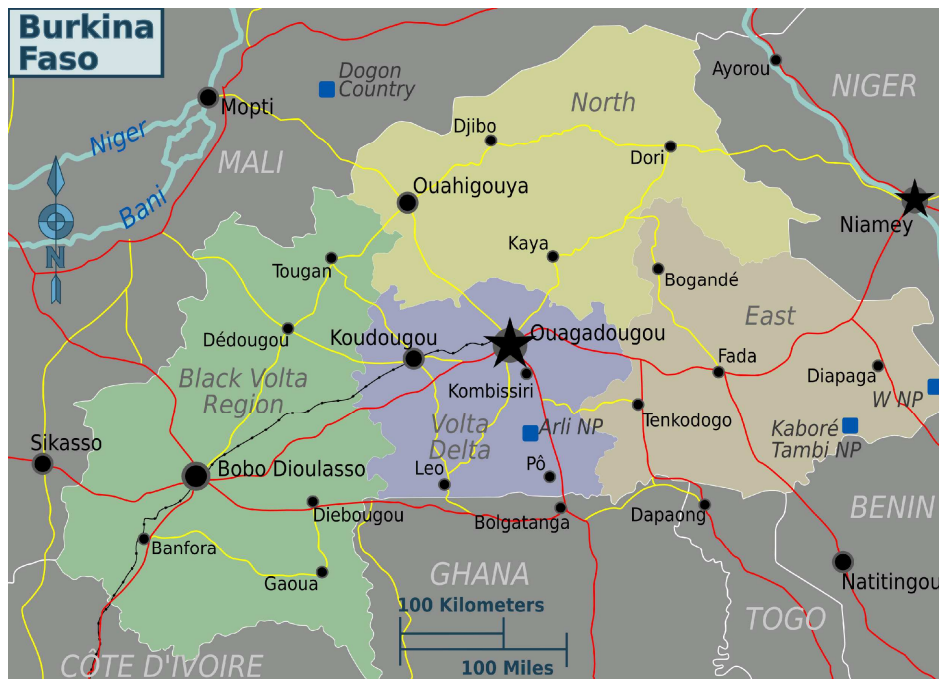 Burkina
Faso
Dogon
Country
Ayorou
NIGER
Mopti
North
Niger
Djibo
MALI
Dori
Ouahigouya
Bani
Niamey
N
Kaya
Tougan
Bogandé
East
Dédougou
Koudougou
Ouagadougou
Fada
Diapaga
Black Volta
Region
Kombissiri
W NP
Volta
Delta
Arli NP
Tenkodogo
Kaboré
Tambi NP
Sikasso
Bobo Dioulasso
Leo
Pô
Diebougou
Bolgatanga
Dapaong
BENIN
Banfora
Gaoua
GHANA
Natitingou
100 Kilometers
TOGO
CÔTE D'IVOIRE
100 Miles